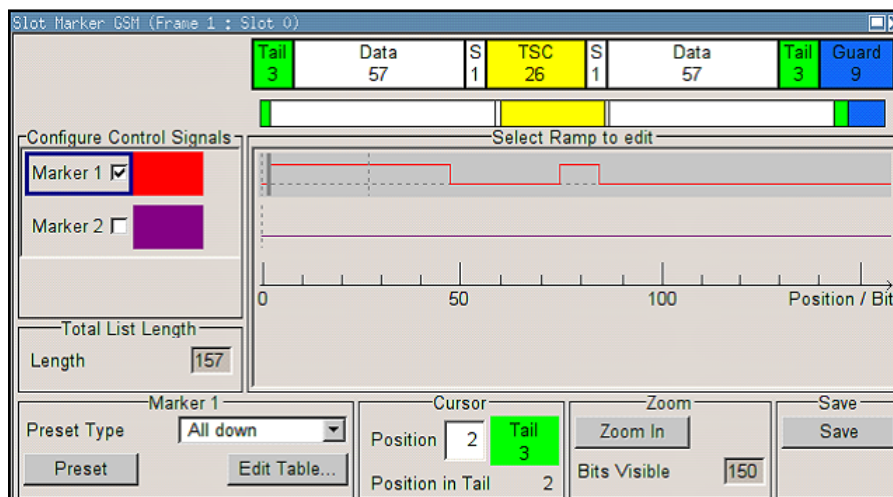 Slot Marker GSM (Frame 1 : Slot 0)
Tail Data S TSC S Data Tail Guard
3 57 1 26 1 57 3 9
Configure Control Signals
Select Ramp to edit
Marker 1
Marker 2
0 50 100 Position / Bit
Total List Length
Length 157
Marker 1
Preset Type All down
Preset Edit Table...
Cursor
Position 2 Tail
3
Position in Tail 2
Zoom
Zoom In
Bits Visible 150
Save
Save